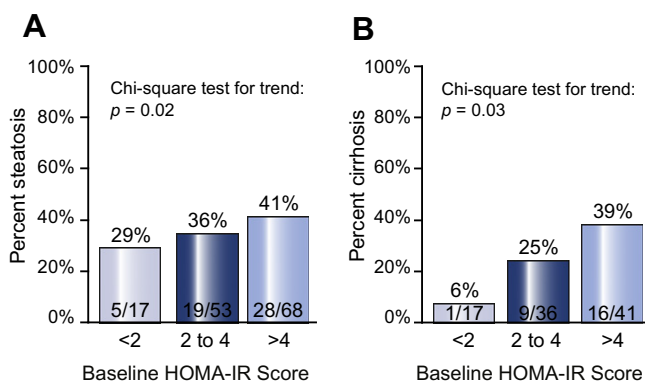 A
100%
80%
60%
40%
20%
0%
Percent steatosis
Chi-square test for trend:
p = 0.02
29%
36%
41%
5/17
19/53
28/68
<2
2 to 4
>4
Baseline HOMA-IR Score
B
100%
80%
60%
40%
20%
0%
Percent cirrhosis
Chi-square test for trend:
p = 0.03
6%
25%
39%
1/17
9/36
16/41
<2
2 to 4
>4
Baseline HOMA-IR Score